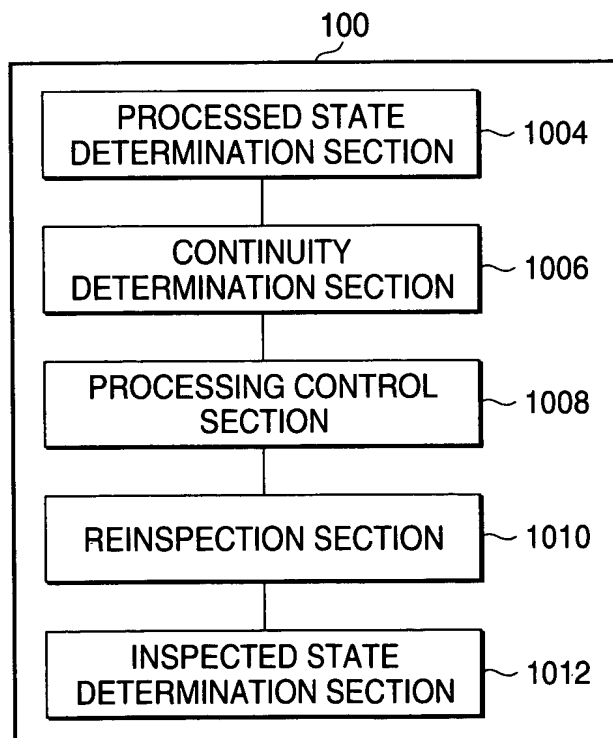 100
PROCESSED STATE
DETERMINATION SECTION
1004
CONTINUITY
DETERMINATION SECTION
1006
PROCESSING CONTROL
SECTION
1008
REINSPECTION SECTION
1010
INSPECTED STATE
DETERMINATION SECTION
1012